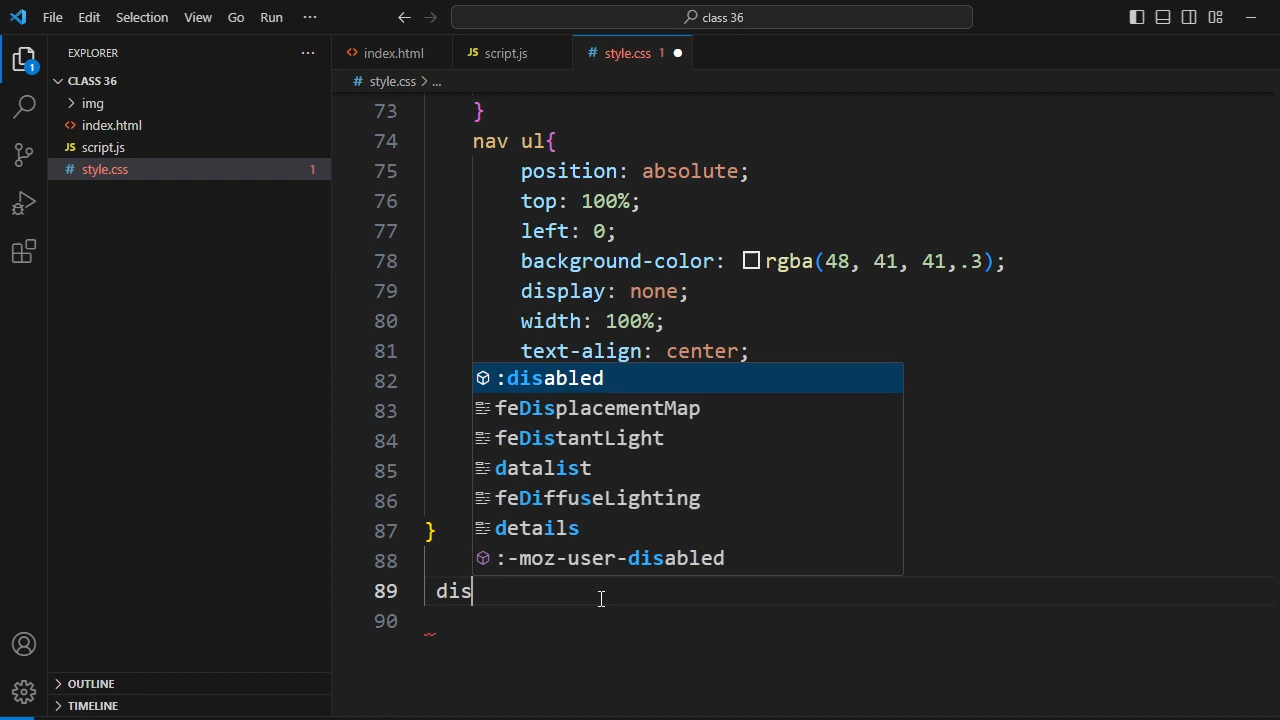 File Edit Selection View Go Run ···
class 36
EXPLORER ···
CLASS 36
img
index.html
JS script.js
# style.css 1
OUTLINE
TIMELINE
1
index.html
JS script.js
# style.css 1
# style.css > ...
73 }
74 nav ul{
75 position: absolute;
76 top: 100%;
77 left: 0;
78 background-color: rgba(48, 41, 41,.3);
79 display: none;
80 width: 100%;
81 text-align: center;
82
83
84
85
86
87 }
88
89 dis
90
:disabled
feDisplacementMap
feDistantLight
datalist
feDiffuseLighting
details
:-moz-user-disabled